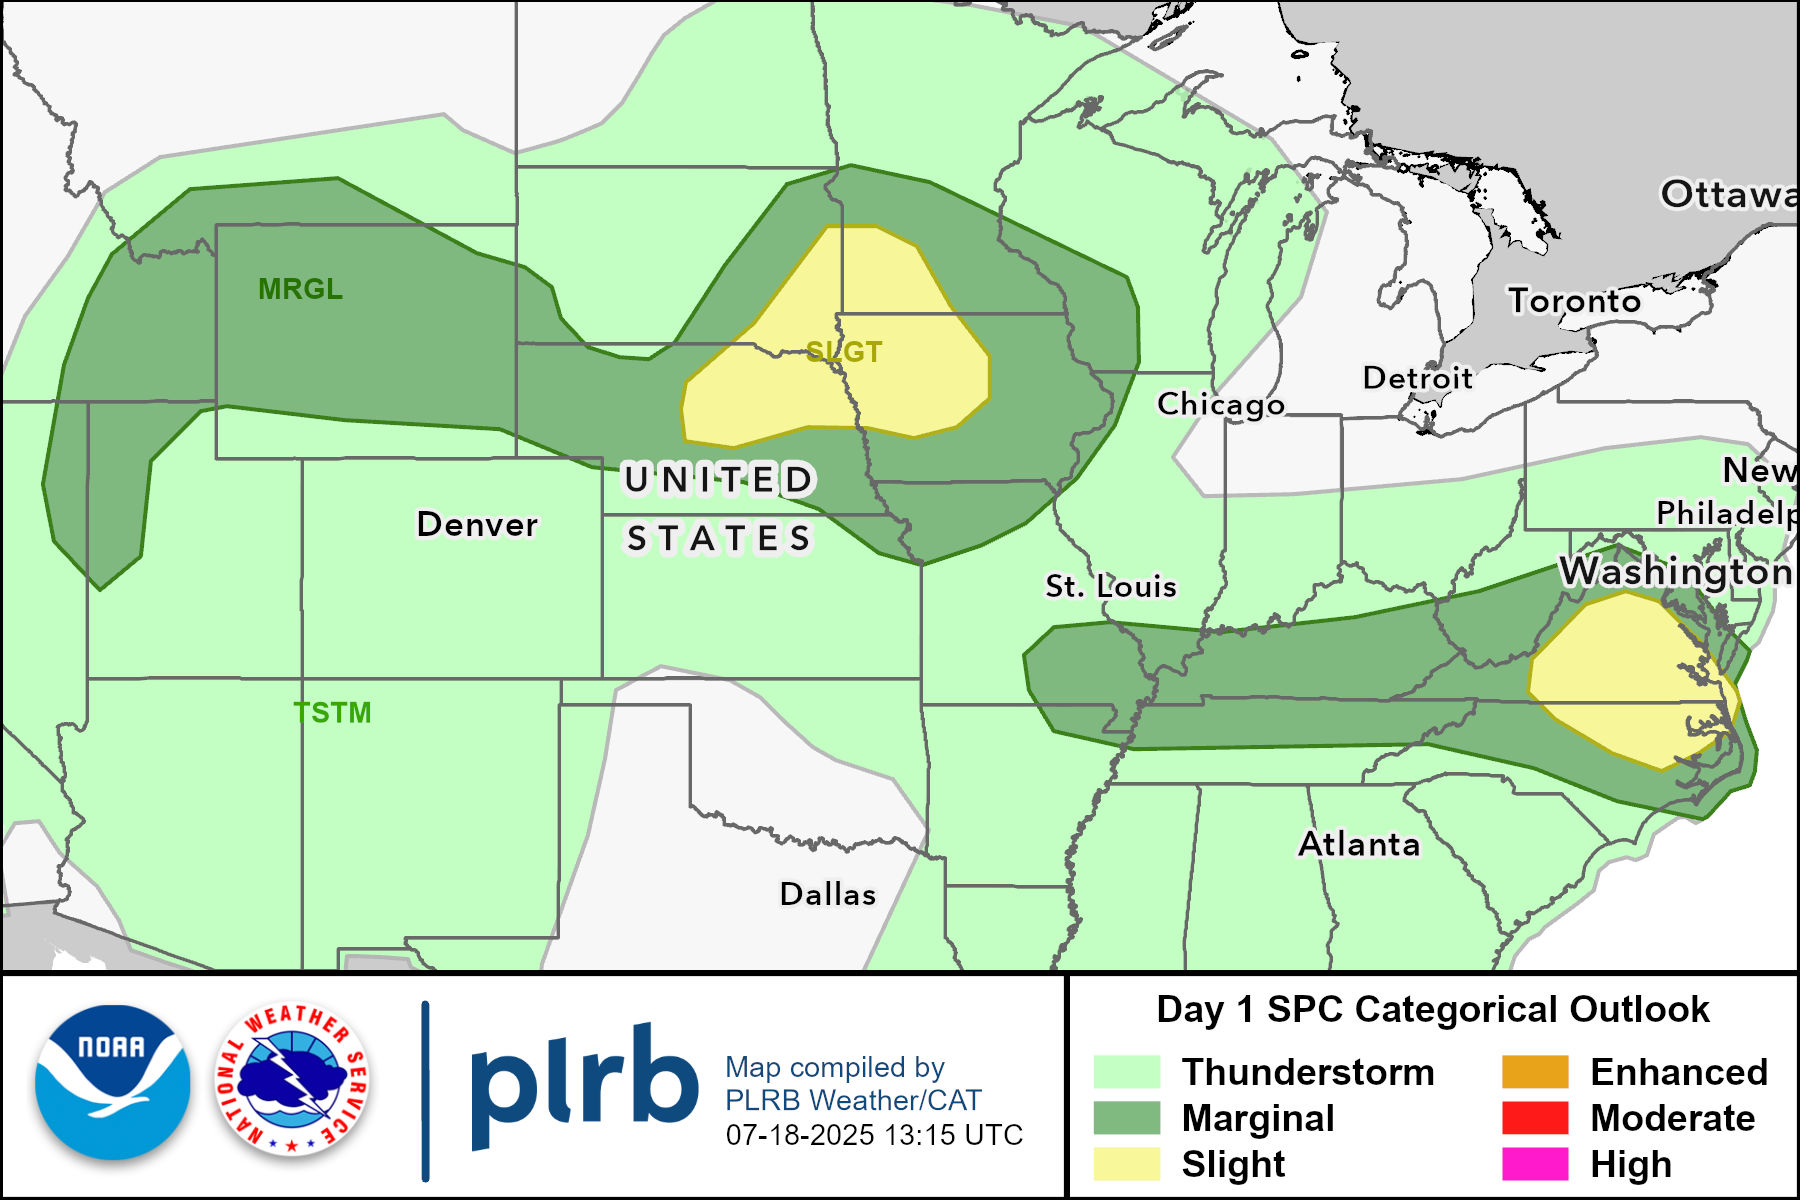 Ottawa
MRGL
Toronto
SLGT
Detroit
Chicago
New
UNITED
Philadelp
Denver
STATES
Washington
St. Louis
TSTM
Atlanta
Dallas
Day 1 SPC Categorical Outlook
NOAA
NATIONAL WEATHER SERVICE
plrb
Map compiled by
PLRB Weather/CAT
07-18-2025 13:15 UTC
Thunderstorm
Marginal
Slight
Enhanced
Moderate
High